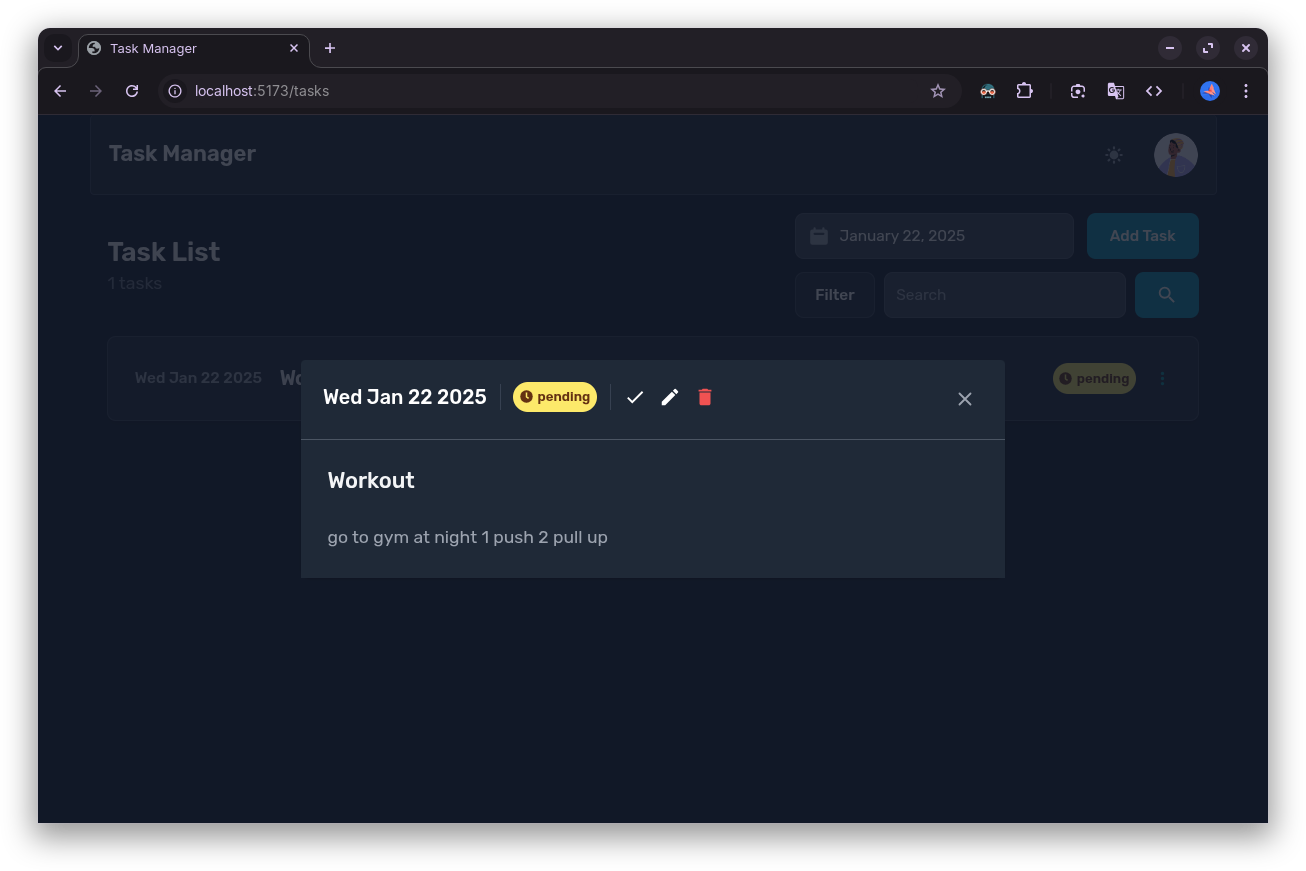 Task Manager
localhost:5173/tasks
Task Manager
Task List
1 tasks
January 22, 2025
Add Task
Filter
Search
Wed Jan 22 2025
pending
Wed Jan 22 2025
pending
Workout
go to gym at night 1 push 2 pull up